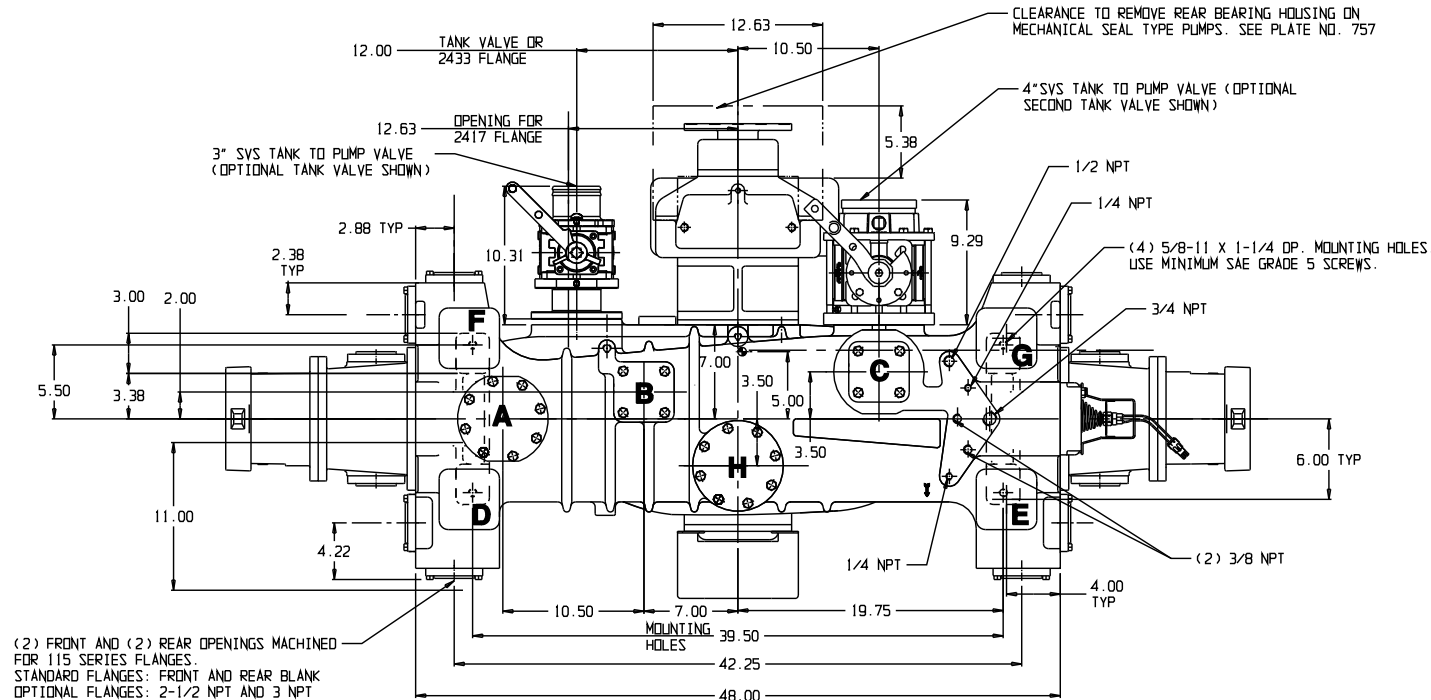 12.63
CLEARANCE TO REMOVE REAR BEARING HOUSING ON
MECHANICAL SEAL TYPE PUMPS. SEE PLATE NO. 757
12.00
TANK VALVE OR
2433 FLANGE
10.50
4"SVS TANK TO PUMP VALVE (OPTIONAL
SECOND TANK VALVE SHOWN)
12.63
OPENING FOR
2417 FLANGE
5.38
3" SVS TANK TO PUMP VALVE
(OPTIONAL TANK VALVE SHOWN)
1/2 NPT
1/4 NPT
2.88 TYP
10.31
9.29
(4) 5/8-11 X 1-1/4 DP. MOUNTING HOLES
USE MINIMUM SAE GRADE 5 SCREWS.
2.38
TYP
3.00
2.00
3/4 NPT
F
G
7.00
5.50
3.38
3.50
5.00
C
B
A
3.50
H
6.00 TYP
11.00
D
E
4.22
1/4 NPT
(2) 3/8 NPT
4.00
TYP
10.50
7.00
19.75
MOUNTING
HOLES
39.50
(2) FRONT AND (2) REAR OPENINGS MACHINED
FOR 115 SERIES FLANGES.
STANDARD FLANGES: FRONT AND REAR BLANK
OPTIONAL FLANGES: 2-1/2 NPT AND 3 NPT
42.25
48.00